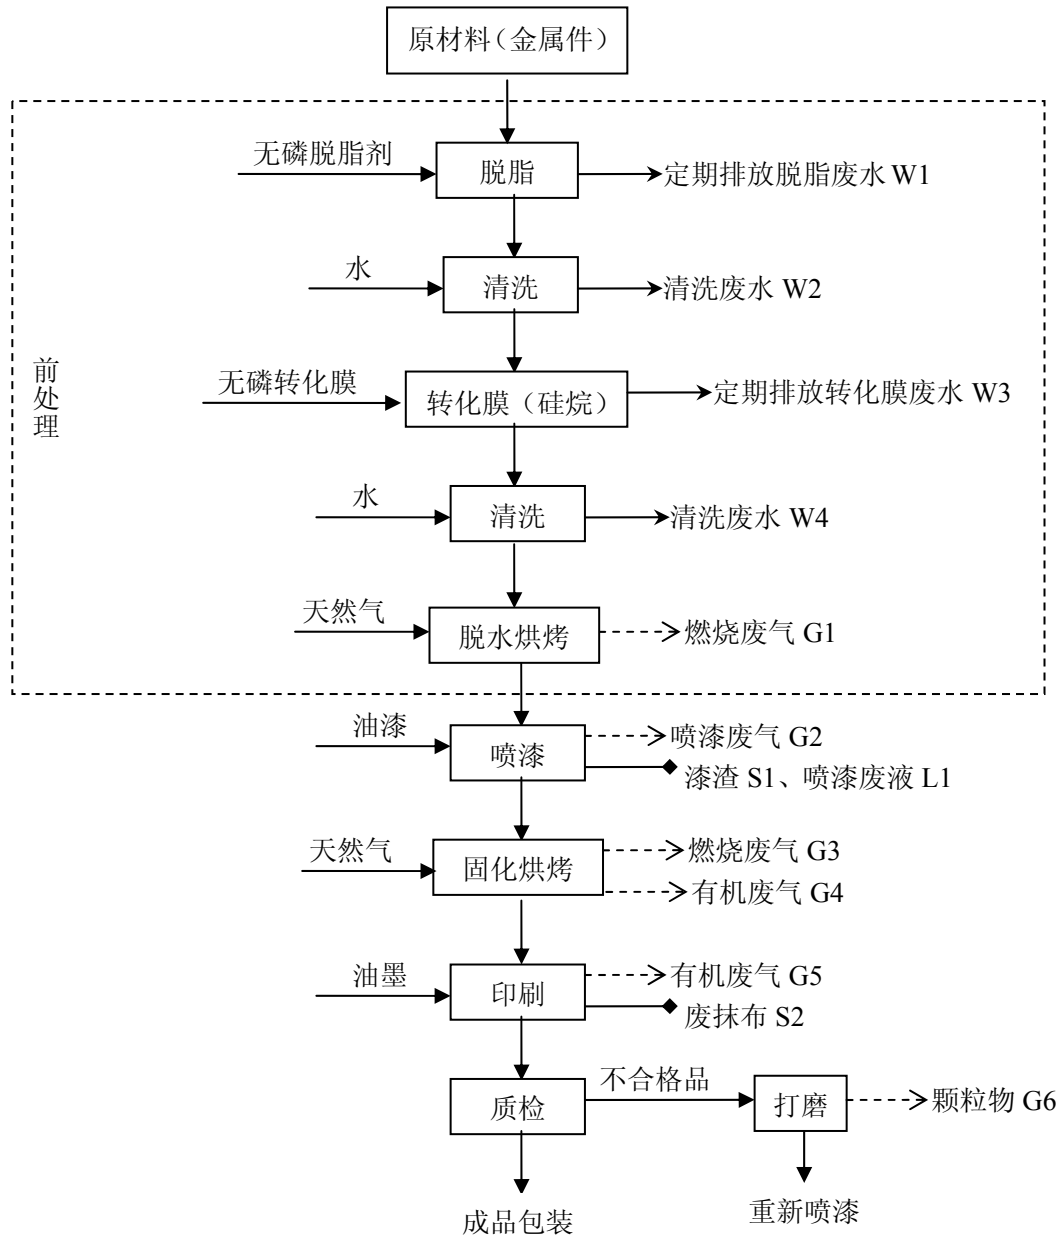 原材料（金属件）
无磷脱脂剂
脱脂
定期排放脱脂废水 W1
水
清洗
清洗废水 W2
前处理
无磷转化膜
转化膜（硅烷）
定期排放转化膜废水 W3
水
清洗
清洗废水 W4
天然气
脱水烘烤
燃烧废气 G1
油漆
喷漆
喷漆废气 G2
漆渣 S1、喷漆废液 L1
天然气
固化烘烤
燃烧废气 G3
有机废气 G4
油墨
印刷
有机废气 G5
废抹布 S2
质检
不合格品
打磨
颗粒物 G6
成品包装
重新喷漆